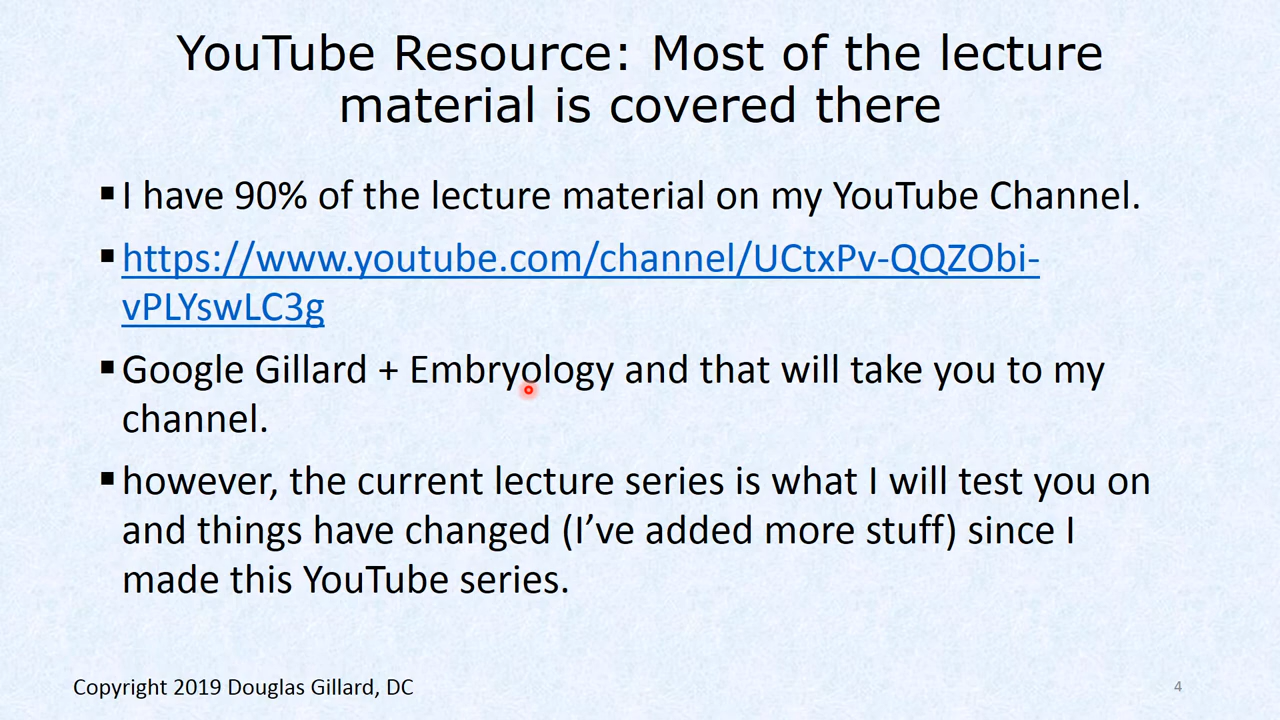 YouTube Resource: Most of the lecture
material is covered there
▪ I have 90% of the lecture material on my YouTube Channel.
▪ https://www.youtube.com/channel/UCtxPv-QQZObi-
vPLYswLC3g
▪ Google Gillard + Embryology and that will take you to my
channel.
▪ however, the current lecture series is what I will test you on
and things have changed (I’ve added more stuff) since I
made this YouTube series.
Copyright 2019 Douglas Gillard, DC
4